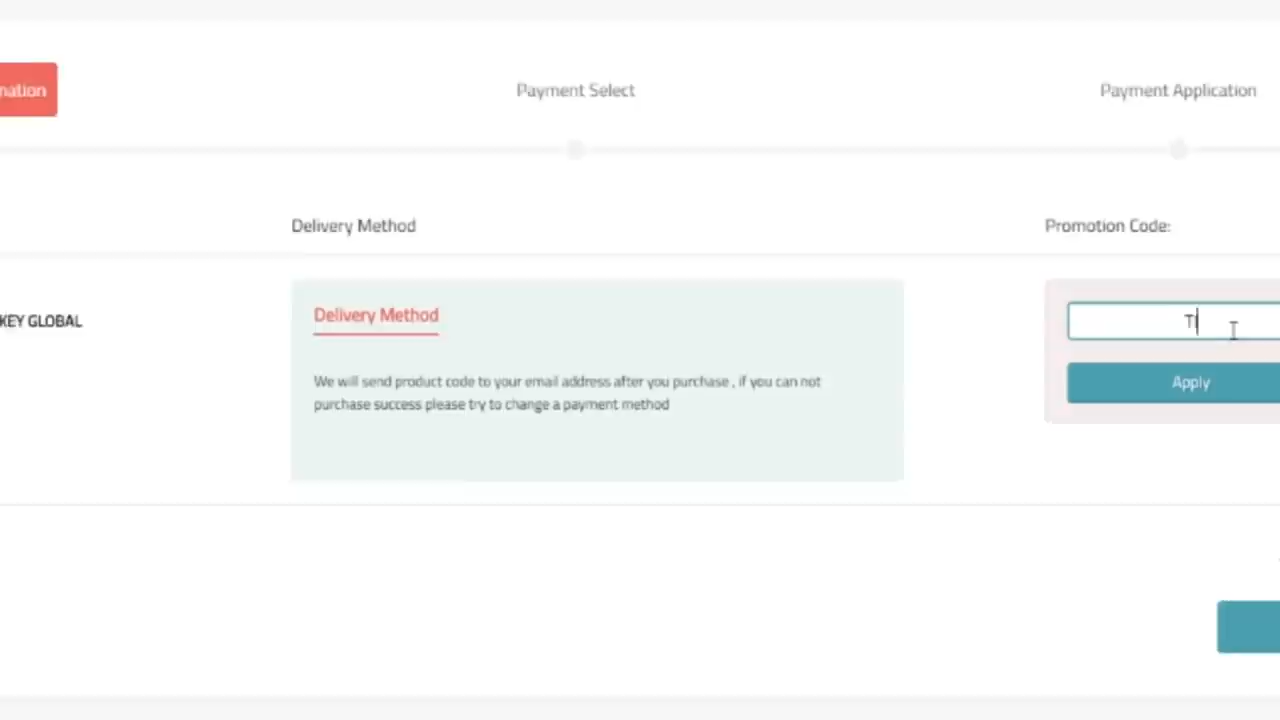 mation
Payment Select
Payment Application
Delivery Method
Promotion Code:
Delivery Method
KEY GLOBAL
We will send product code to your email address after you purchase , if you can not
purchase success please try to change a payment method
T
Apply